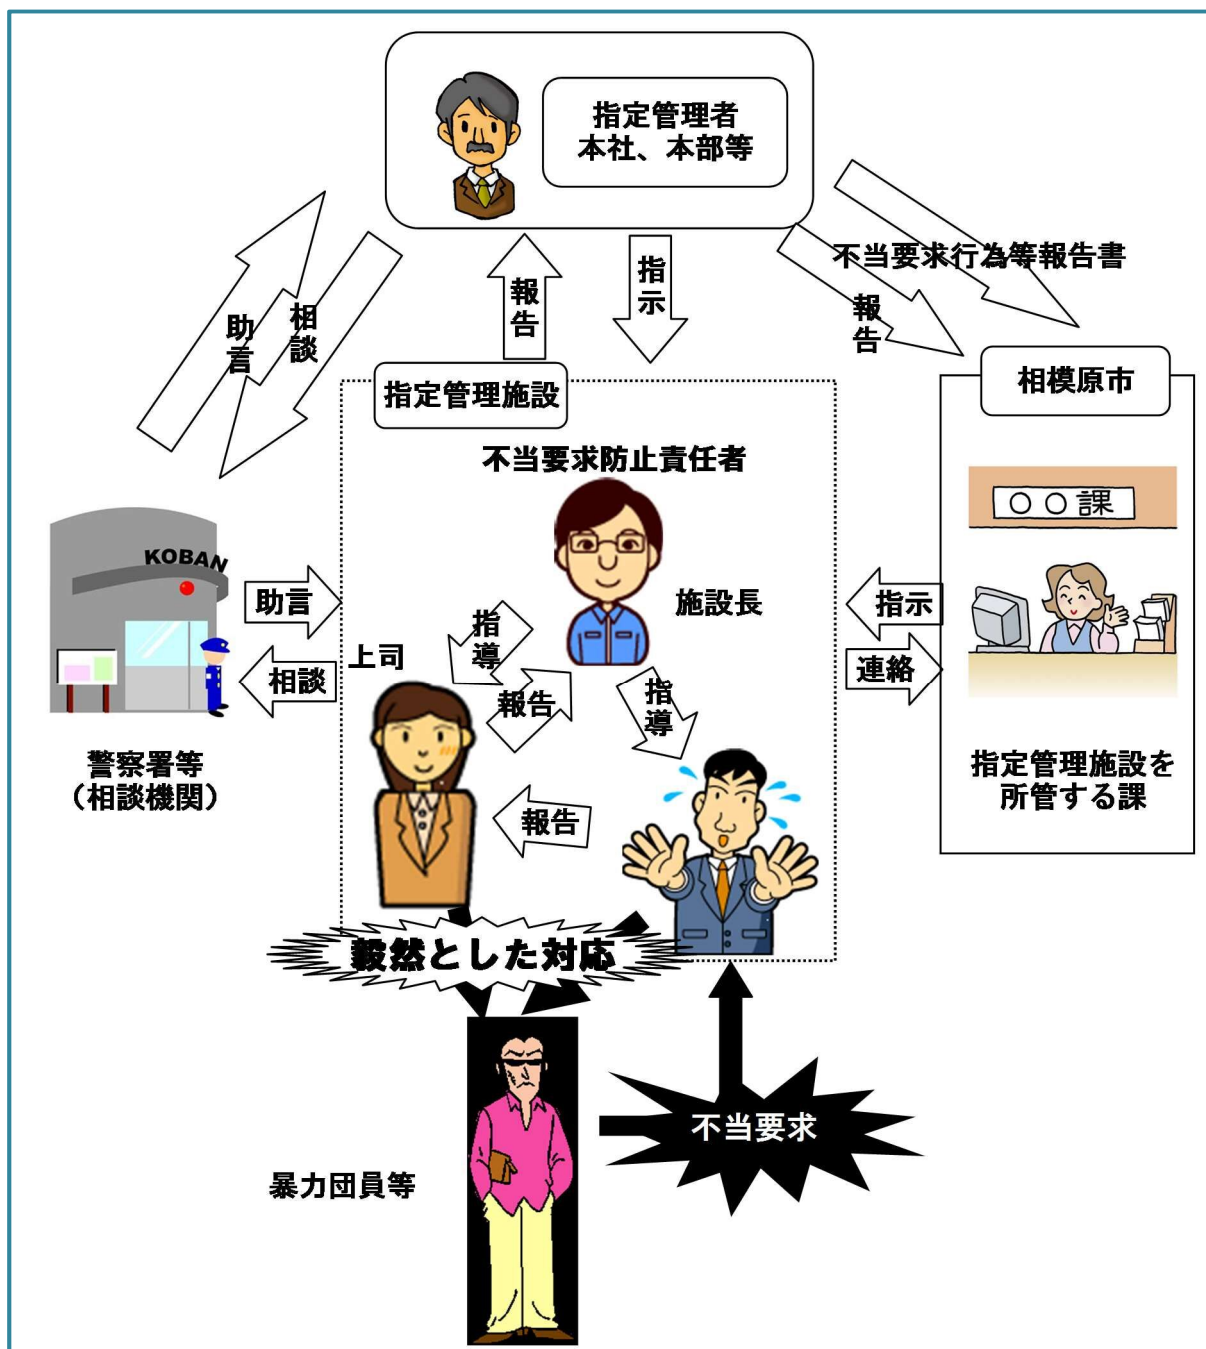 指定管理者
本社、本部等
助言
相談
報告
指示
不当要求行為等報告書
報告
指定管理施設
相模原市
不当要求防止責任者
○○課
KOBAN
助言
相談
施設長
指示
連絡
上司
指導
報告
指導
報告
警察署等
（相談機関）
指定管理施設を
所管する課
毅然とした対応
不当要求
暴力団員等